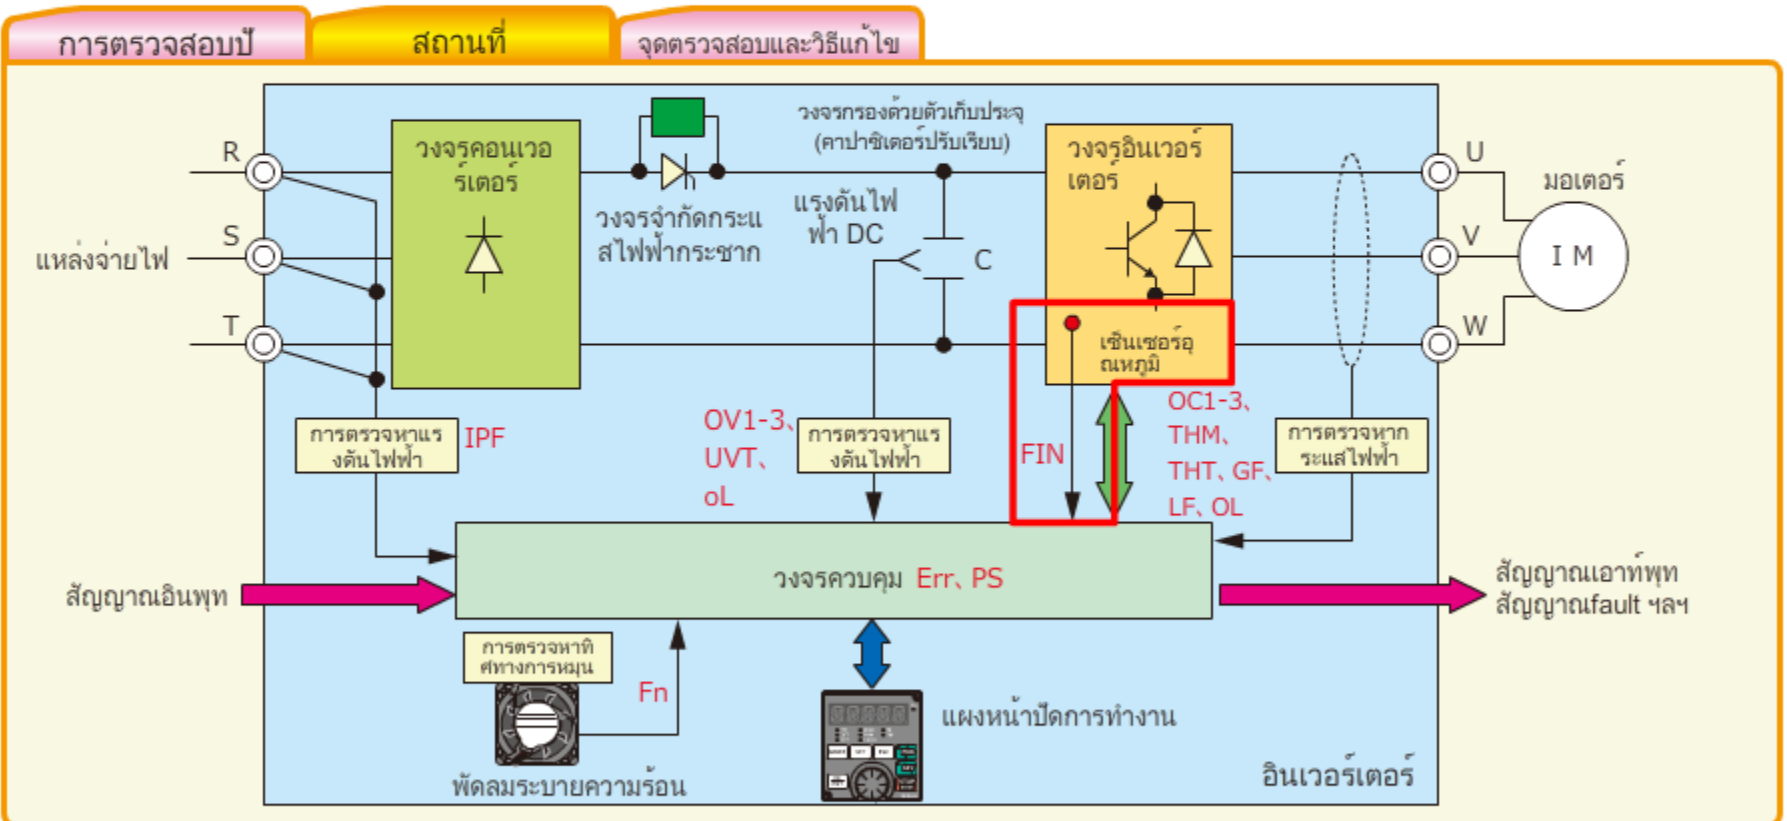 การตรวจสอบปั
สถานที่
จุดตรวจสอบและวิธีแก้ไข
วงจรกรองด้วยตัวเก็บประจุ
(คาปาซิเตอร์ปรับเรียบ)
วงจรคอนเวอ
ร์เตอร์
วงจรอินเวอร์
เตอร์
R
U
มอเตอร์
วงจรจำกัดกระแ
สไฟฟ้ากระชาก
แรงดันไฟ
ฟ้า DC
แหล่งจ่ายไฟ
S
C
V
I M
T
เซ็นเซอร์อุ
ณหภูมิ
W
การตรวจหาแร
งดันไฟฟ้า
IPF
OV1-3、
UVT、
oL
การตรวจหาแร
งดันไฟฟ้า
FIN
OC1-3、
THM、
THT、GF、
LF、OL
การตรวจหาก
ระแสไฟฟ้า
สัญญาณอินพุท
วงจรควบคุม Err、PS
สัญญาณเอาท์พุท
สัญญาณfault ฯลฯ
การตรวจหาทิ
ศทางการหมุน
Fn
แผงหน้าปัดการทำงาน
พัดลมระบายความร้อน
อินเวอร์เตอร์